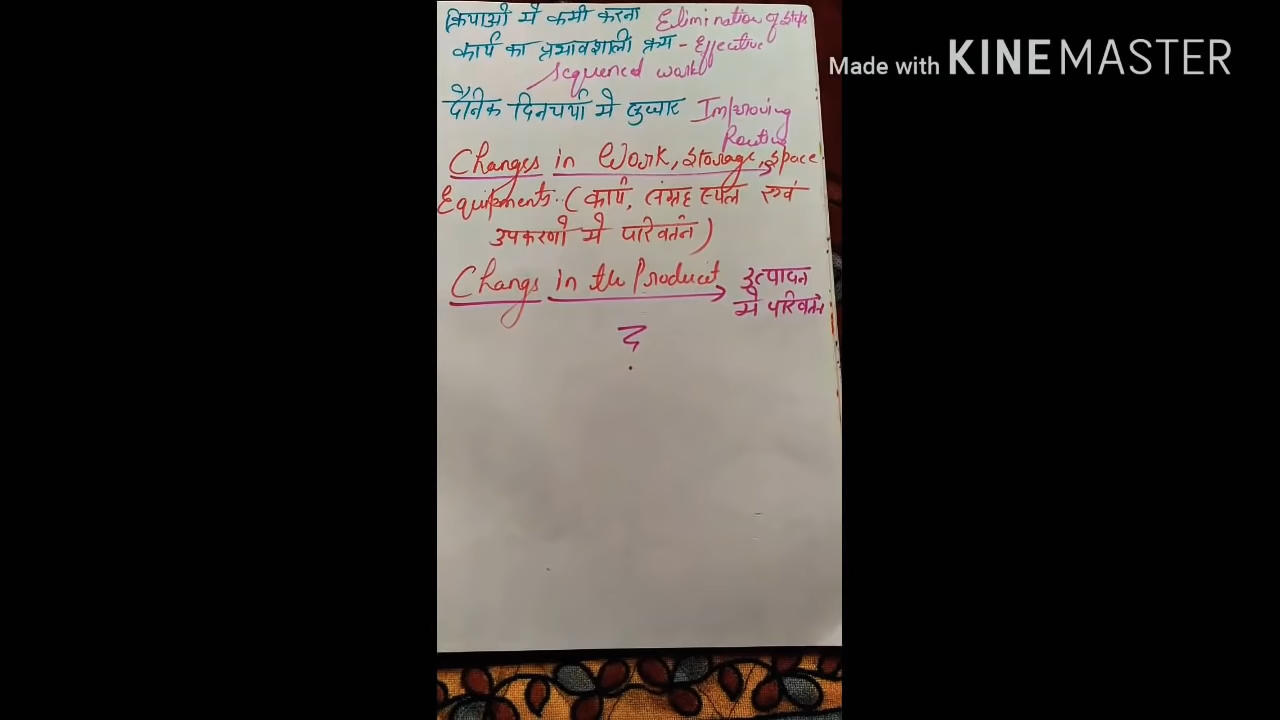 क्रियाओं में कमी करना Elimination of steps
कार्य का प्रभावशाली क्रम - Effective
sequenced work
दैनिक दिनचर्या में सुधार Improving
Routine
Changes in Work, storage, space
Equipments. (कार्य, संग्रह स्थल एवं
उपकरणों में परिवर्तन)
Changs in the Product उत्पादन
में परिवर्तन
Made with KINEMASTER